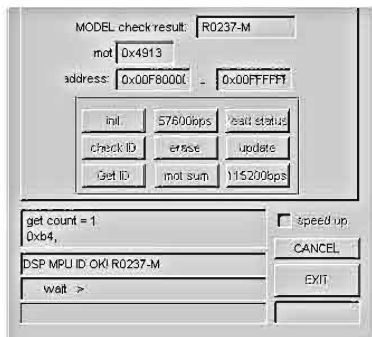 MODEL check result: R0237-M
mot 0x4913
address: 0x00F8000( - 0x00FFFFFf
init. 57600bps read status
check ID erase update
Get ID mot sum 115200bps
get count = 1
0xb4,
speed up
CANCEL
DSP MPU ID OK! R0237-M
EXIT
wait >